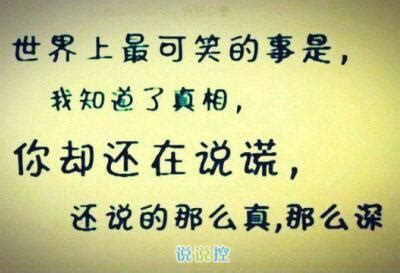 世界上最可笑的事是，
我知道了真相，
你却还在说谎，
还说的那么真，那么深
说说控